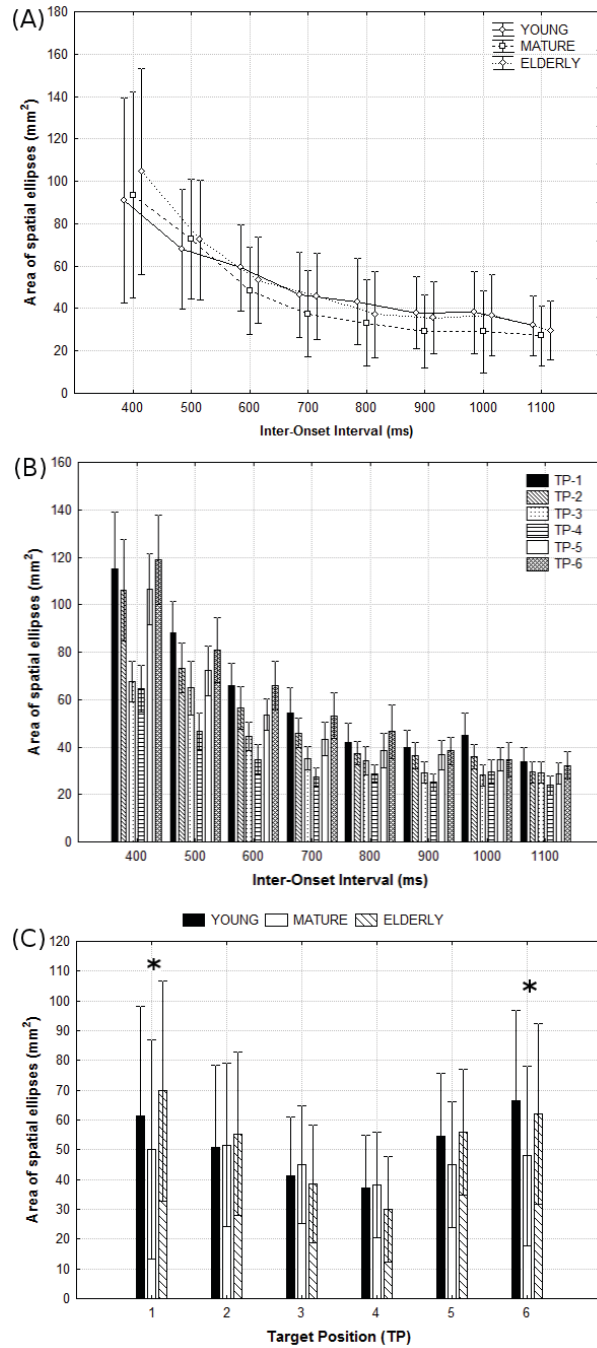 (A)
180
160
140
120
100
80
60
40
20
0
Area of spatial ellipses (mm²)
YOUNG
MATURE
ELDERLY
400 500 600 700 800 900 1000 1100
Inter-Onset Interval (ms)
(B)
160
140
120
100
80
60
40
20
0
Area of spatial ellipses (mm²)
TP-1
TP-2
TP-3
TP-4
TP-5
TP-6
400 500 600 700 800 900 1000 1100
Inter-Onset Interval (ms)
YOUNG MATURE ELDERLY
(C)
120
110
100
90
80
70
60
50
40
30
20
10
0
Area of spatial ellipses (mm²)
* *
1 2 3 4 5 6
Target Position (TP)